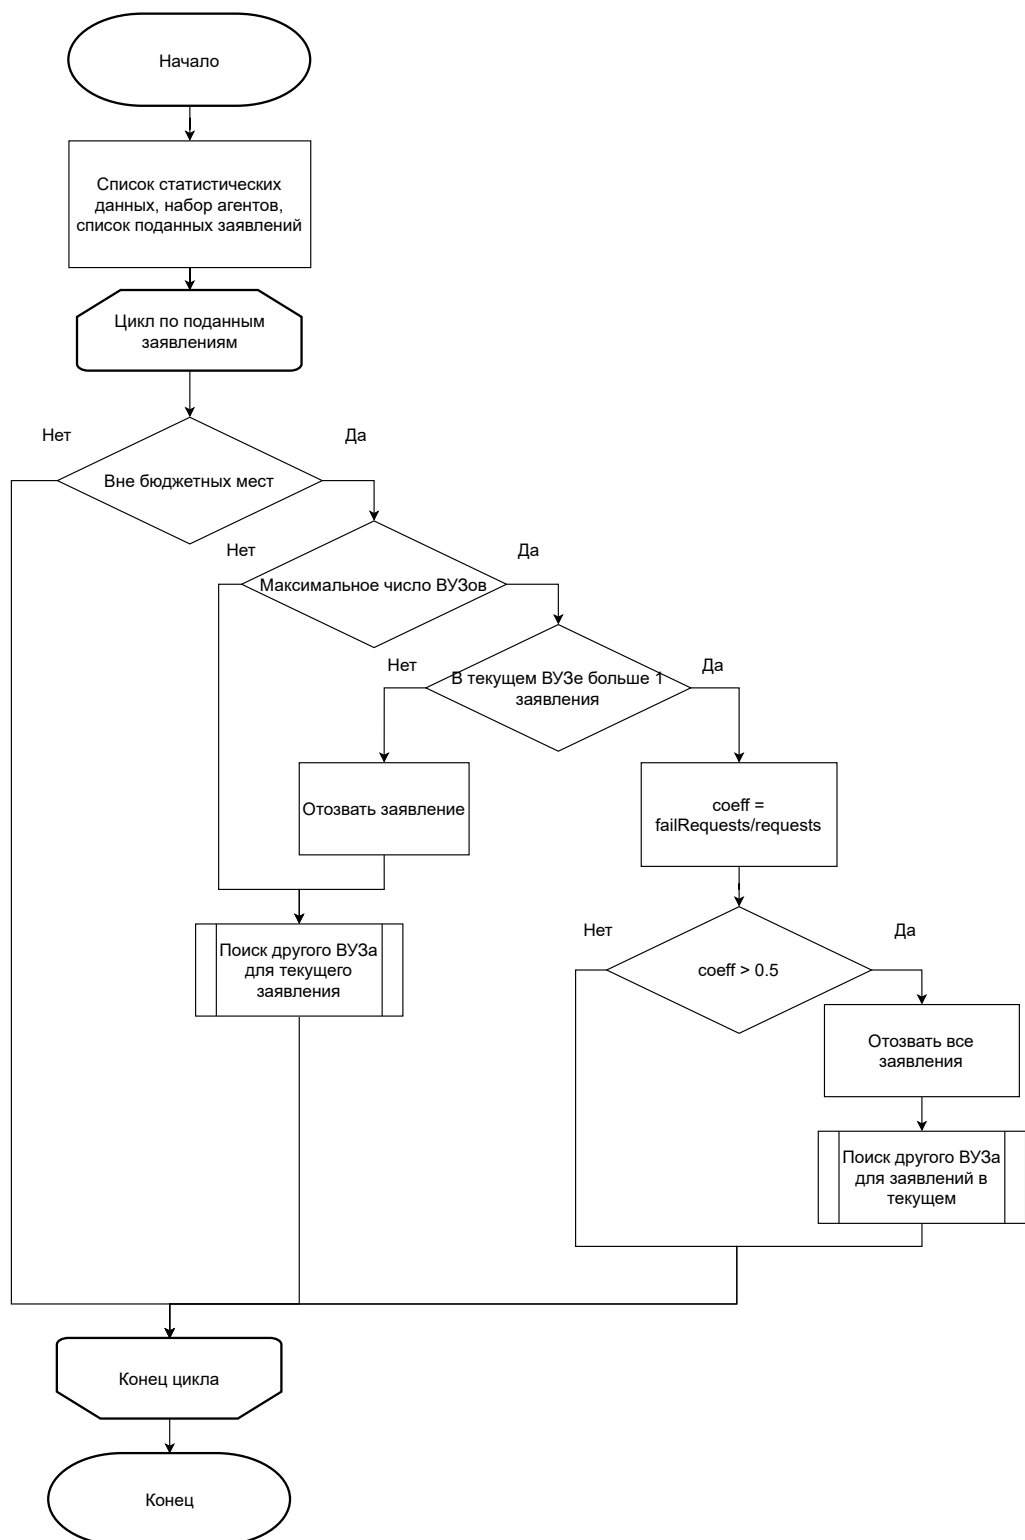 Начало
Список статистических
данных, набор агентов,
список поданных заявлений
Цикл по поданным
заявлениям
Нет
Да
Вне бюджетных мест
Нет
Да
Максимальное число ВУЗов
Нет
Да
В текущем ВУЗе больше 1
заявления
Отозвать заявление
coeff =
failRequests/requests
Поиск другого ВУЗа
для текущего
заявления
Нет
Да
coeff > 0.5
Отозвать все
заявления
Поиск другого ВУЗа
для заявлений в
текущем
Конец цикла
Конец